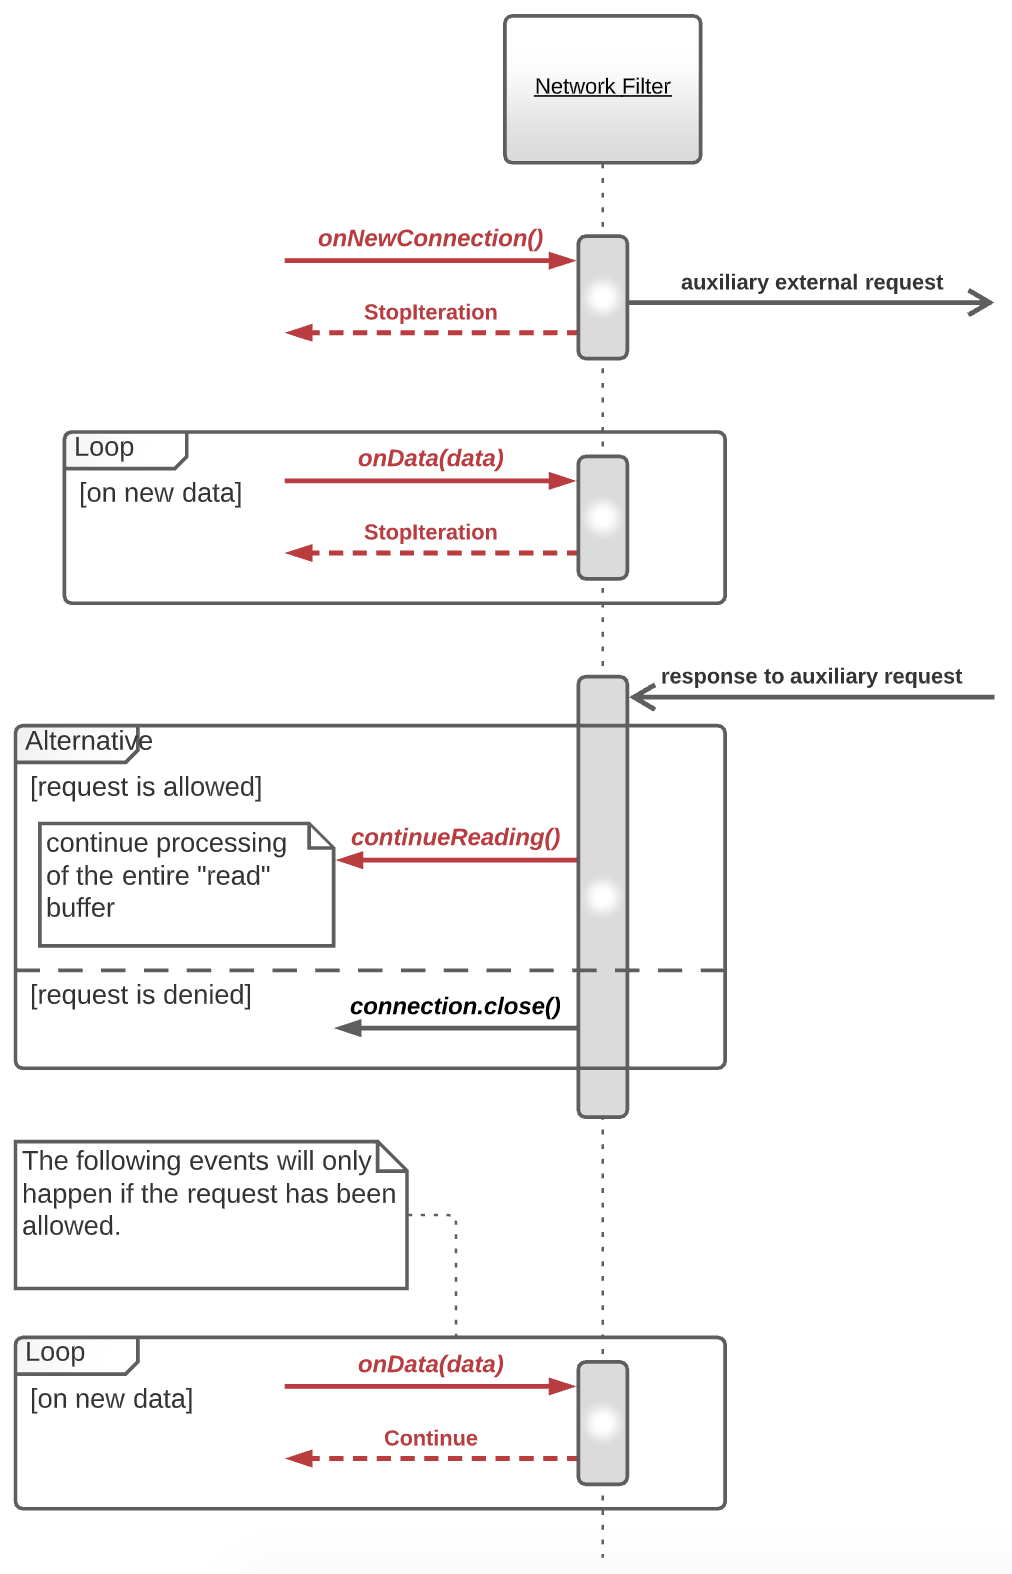 Network Filter
onNewConnection()
auxiliary external request
StopIteration
Loop
onData(data)
[on new data]
StopIteration
response to auxiliary request
Alternative
[request is allowed]
continueReading()
continue processing
of the entire "read"
buffer
[request is denied]
connection.close()
The following events will only
happen if the request has been
allowed.
Loop
onData(data)
[on new data]
Continue